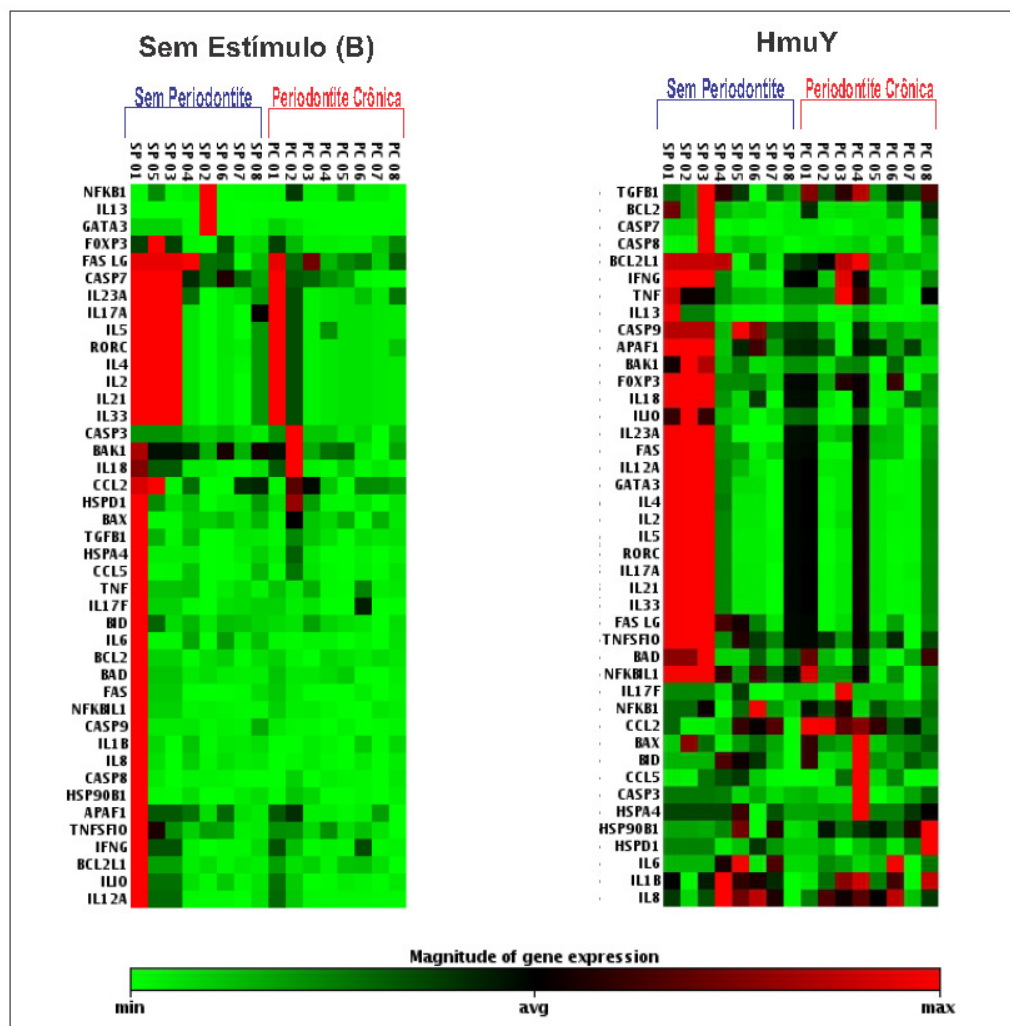 Sem Estímulo (B)
Sem Periodontite Periodontite Crônica
SP 01
SP 05
SP 03
SP 04
SP 02
SP 06
SP 07
SP 08
PC 01
PC 02
PC 03
PC 04
PC 05
PC 06
PC 07
PC 08
NFKB1
IL13
GATA3
FOXP3
FAS LG
CASP7
IL23A
IL17A
IL5
RORC
IL4
IL2
IL21
IL33
CASP3
BAK1
IL18
CCL2
HSPD1
BAX
TGFB1
HSPA4
CCL5
TNF
IL17F
BID
IL6
BCL2
BAD
FAS
NFKBIL1
CASP9
IL1B
IL8
CASP8
HSP90B1
APAF1
TNFSF10
IFNG
BCL2L1
IL10
IL12A
HmuY
Sem Periodontite Periodontite Crônica
SP 01
SP 02
SP 03
SP 04
SP 05
SP 06
SP 07
SP 08
PC 01
PC 02
PC 03
PC 04
PC 05
PC 06
PC 07
PC 08
TGFB1
BCL2
CASP7
CASP8
BCL2L1
IFNG
TNF
IL13
CASP9
APAF1
BAK1
FOXP3
IL18
IL10
IL23A
FAS
IL12A
GATA3
IL4
IL2
IL5
RORC
IL17A
IL21
IL33
FAS LG
TNFSF10
BAD
NFKBIL1
IL17F
NFKB1
CCL2
BAX
BID
CCL5
CASP3
HSPA4
HSP90B1
HSPD1
IL6
IL1B
IL8
Magnitude of gene expression
min avg max